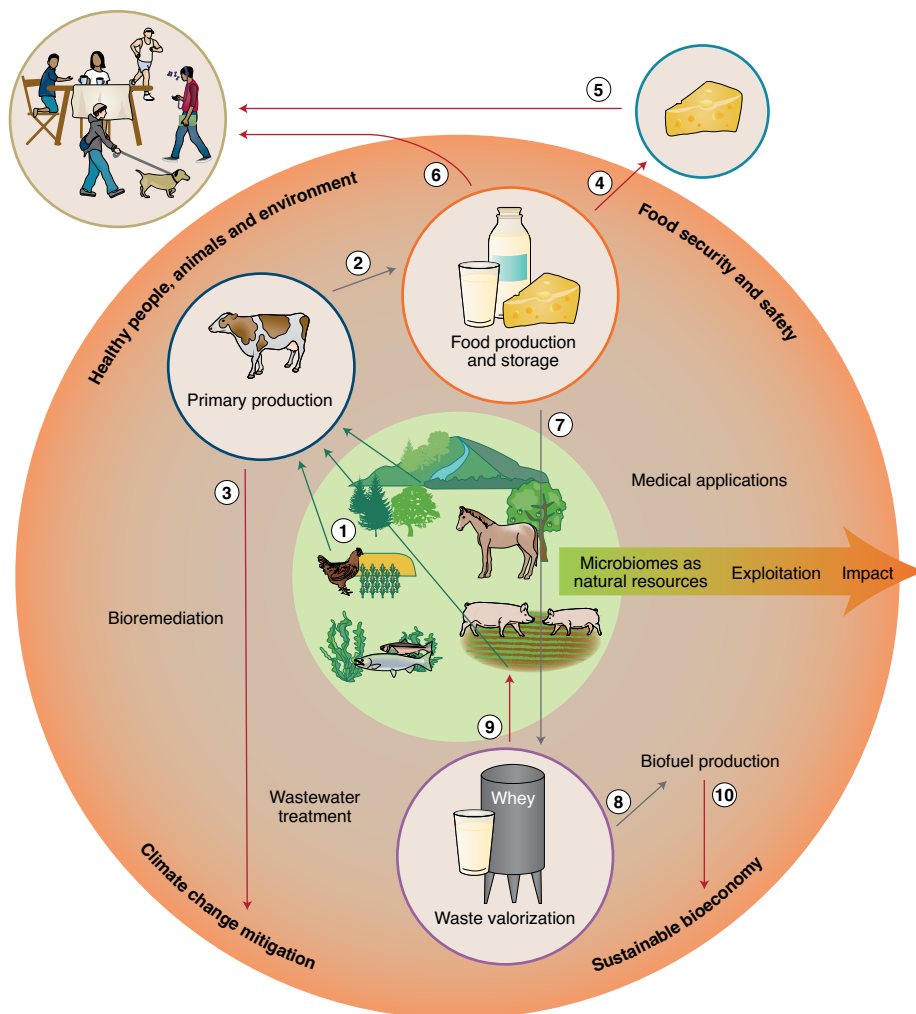 5
6
4
Healthy people, animals and environment
Food security and safety
2
Food production
and storage
Primary production
7
3
Medical applications
1
Microbiomes as
natural resources
Exploitation
Impact
Bioremediation
9
Biofuel production
Whey
8
10
Wastewater
treatment
Waste valorization
Climate change mitigation
Sustainable bioeconomy